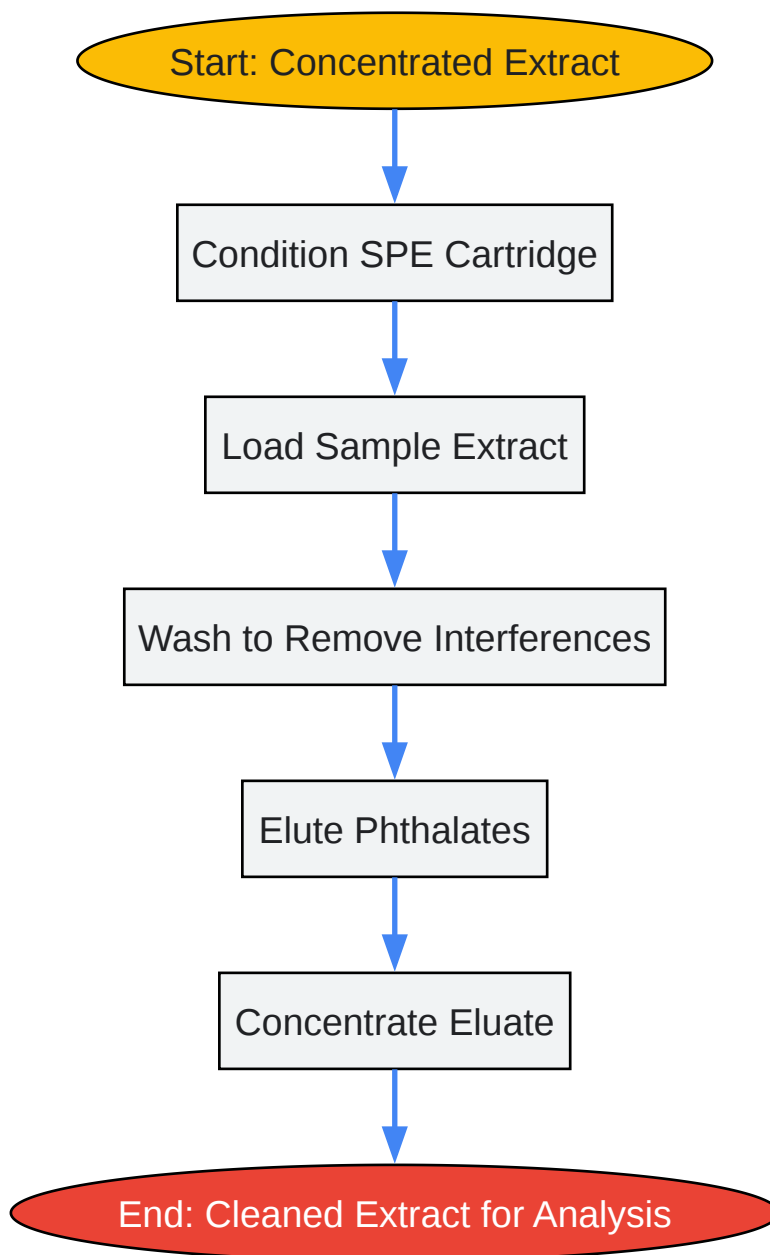 Start: Concentrated Extract
Condition SPE Cartridge
Load Sample Extract
Wash to Remove Interferences
Elute Phthalates
Concentrate Eluate
End: Cleaned Extract for Analysis